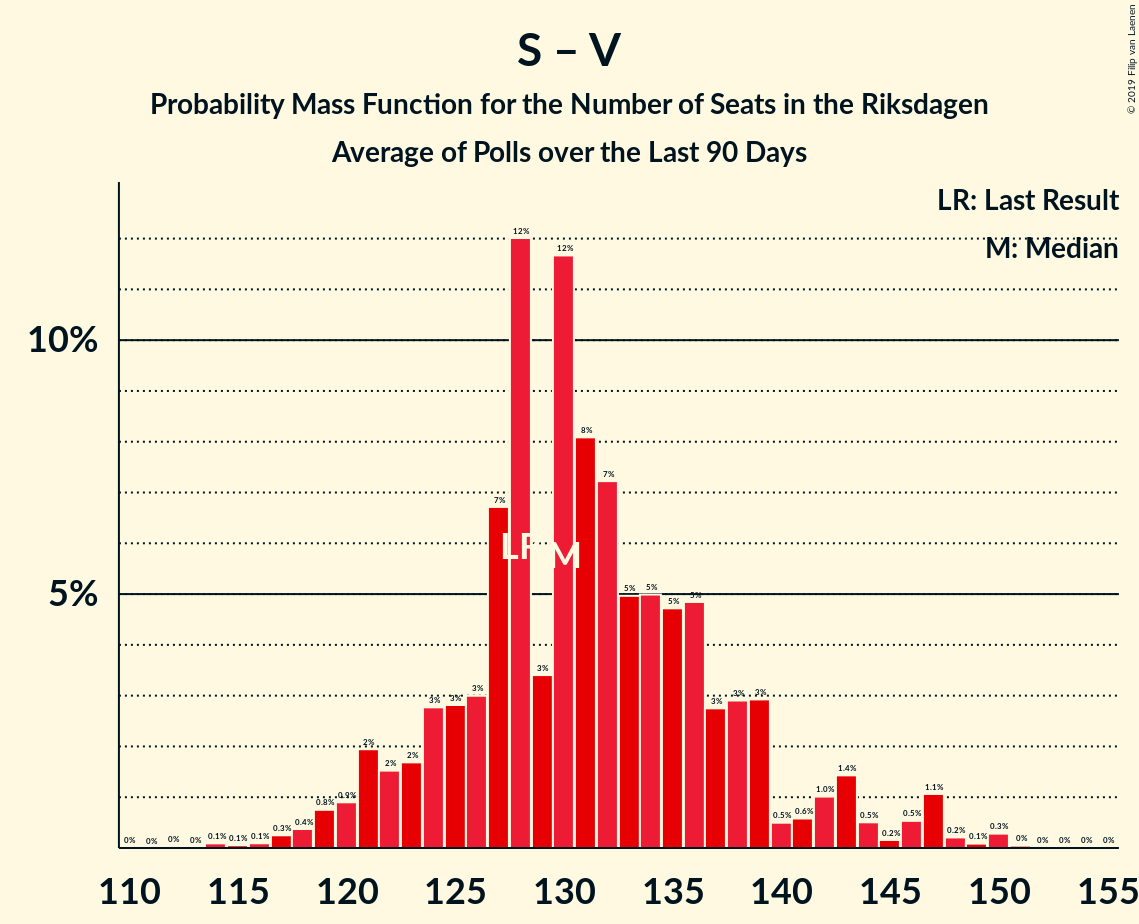 S – V
Probability Mass Function for the Number of Seats in the Riksdagen
Average of Polls over the Last 90 Days
© 2019 Filip van Laenen
LR: Last Result
M: Median
10%
5%
0% 0% 0% 0% 0.1% 0.1% 0.1% 0.3% 0.4% 0.8% 0.9% 2% 2% 2% 3% 3% 3% 7% 12% 3% 12% 8% 7% 5% 5% 5% 5% 3% 3% 3% 0.5% 0.6% 1.0% 1.4% 0.5% 0.2% 0.5% 1.1% 0.2% 0.1% 0.3% 0% 0% 0% 0% 0%
LR M
110 115 120 125 130 135 140 145 150 155